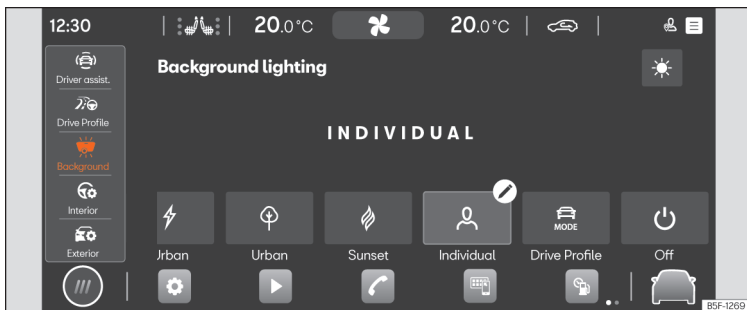 12:30
20.0°C
20.0°C
Driver assist.
Drive Profile
Background
Interior
Exterior
Background lighting
INDIVIDUAL
MODE
Jrban
Urban
Sunset
Individual
Drive Profile
Off
B5F-1269